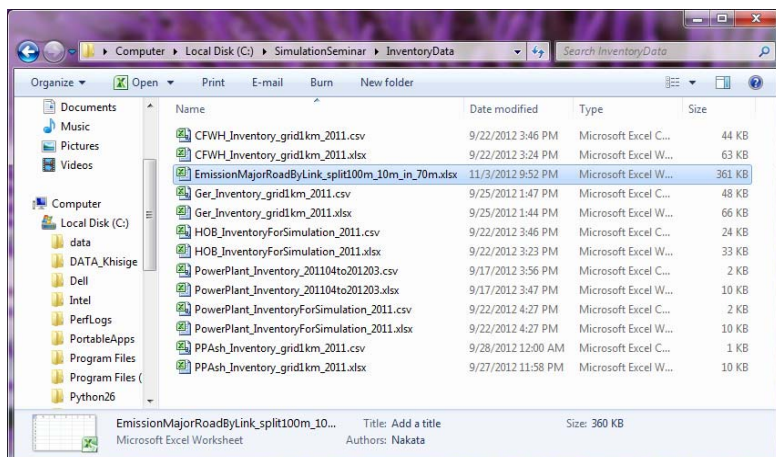 Computer ▸ Local Disk (C:) ▸ SimulationSeminar ▸ InventoryData
Search InventoryData
Organize Open Print E-mail Burn New folder
Documents
Music
Pictures
Videos
Computer
Local Disk (C:)
data
DATA_Khisige
Dell
Intel
PerfLogs
PortableApps
Program Files
Program Files (
Python26
Name Date modified Type Size
CFWH_Inventory_grid1km_2011.csv 9/22/2012 3:46 PM Microsoft Excel C... 44 KB
CFWH_Inventory_grid1km_2011.xlsx 9/22/2012 3:24 PM Microsoft Excel W... 63 KB
EmissionMajorRoadByLink_split100m_10m_in_70m.xlsx 11/3/2012 9:52 PM Microsoft Excel W... 361 KB
Ger_Inventory_grid1km_2011.csv 9/25/2012 1:47 PM Microsoft Excel C... 48 KB
Ger_Inventory_grid1km_2011.xlsx 9/25/2012 1:44 PM Microsoft Excel W... 66 KB
HOB_InventoryForSimulation_2011.csv 9/22/2012 3:46 PM Microsoft Excel C... 24 KB
HOB_InventoryForSimulation_2011.xlsx 9/22/2012 3:23 PM Microsoft Excel W... 33 KB
PowerPlant_Inventory_201104to201203.csv 9/17/2012 3:56 PM Microsoft Excel C... 2 KB
PowerPlant_Inventory_201104to201203.xlsx 9/17/2012 3:47 PM Microsoft Excel W... 10 KB
PowerPlant_InventoryForSimulation_2011.csv 9/22/2012 4:27 PM Microsoft Excel C... 2 KB
PowerPlant_InventoryForSimulation_2011.xlsx 9/22/2012 4:27 PM Microsoft Excel W... 10 KB
PPAsh_Inventory_grid1km_2011.csv 9/28/2012 12:00 AM Microsoft Excel C... 1 KB
PPAsh_Inventory_grid1km_2011.xlsx 9/27/2012 11:58 PM Microsoft Excel W... 10 KB
EmissionMajorRoadByLink_split100m_10... Title: Add a title Size: 360 KB
Microsoft Excel Worksheet Authors: Nakata